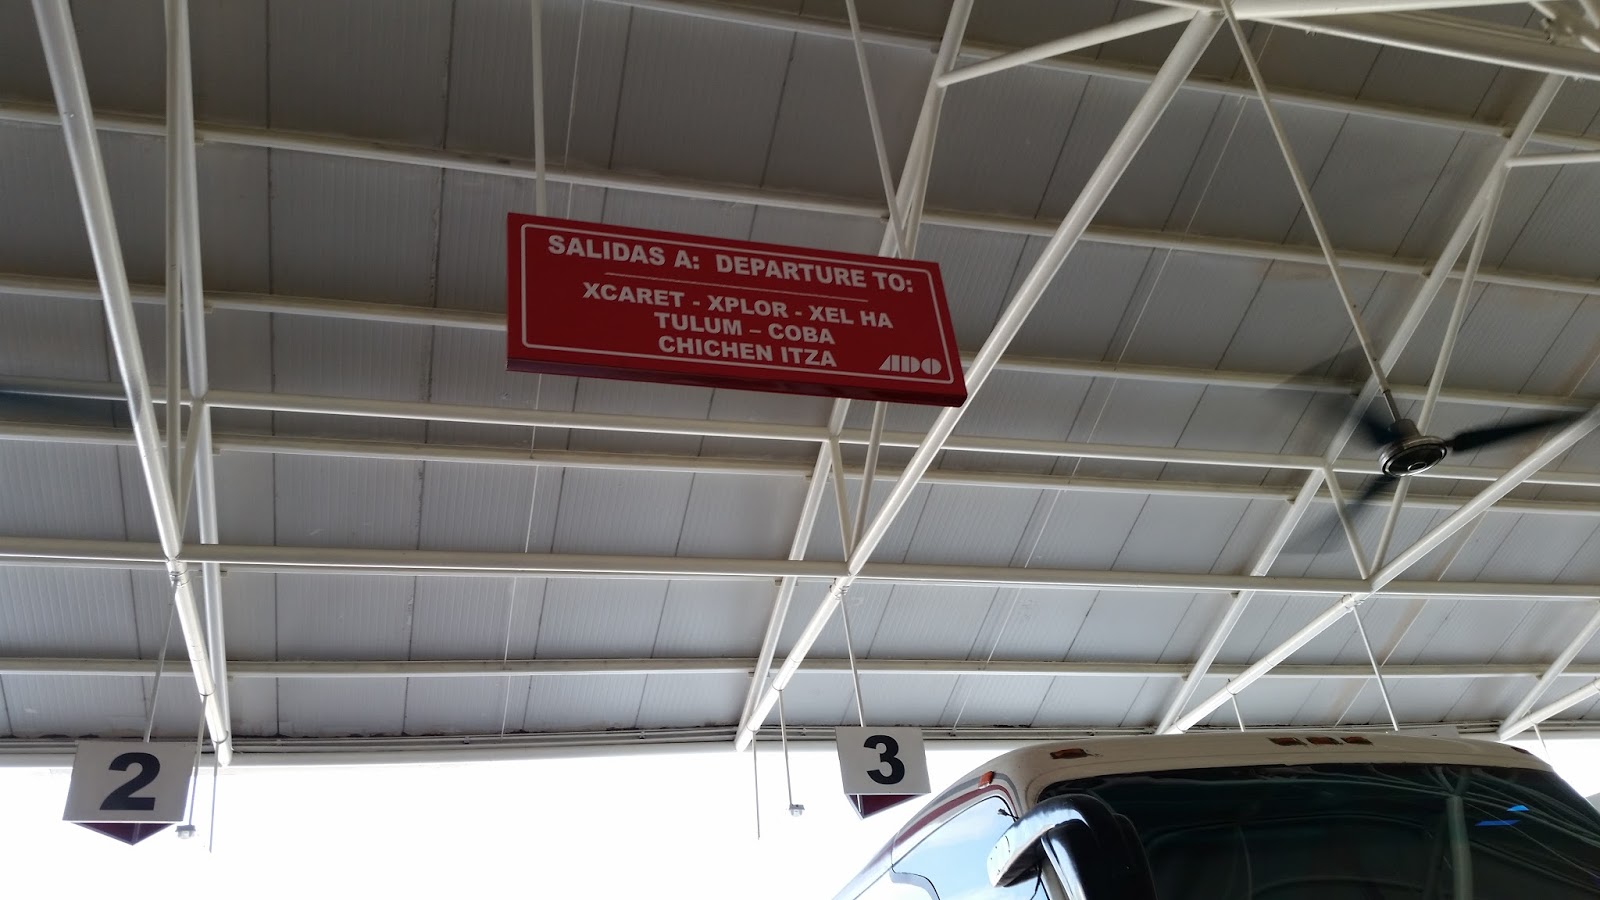 SALIDAS A: DEPARTURE TO:
XCARET - XPLOR - XEL HA
TULUM – COBA
CHICHEN ITZA
ADO
2
3